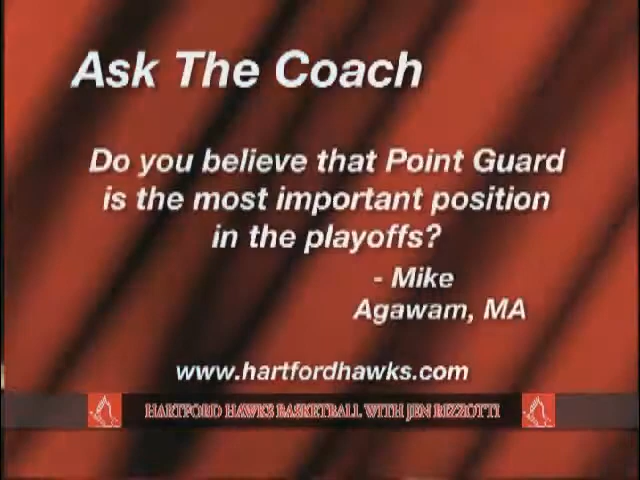 Ask The Coach
Do you believe that Point Guard
is the most important position
in the playoffs?
- Mike
Agawam, MA
www.hartfordhawks.com
HARTFORD HAWKS BASKETBALL WITH JEN RIZZOTTI